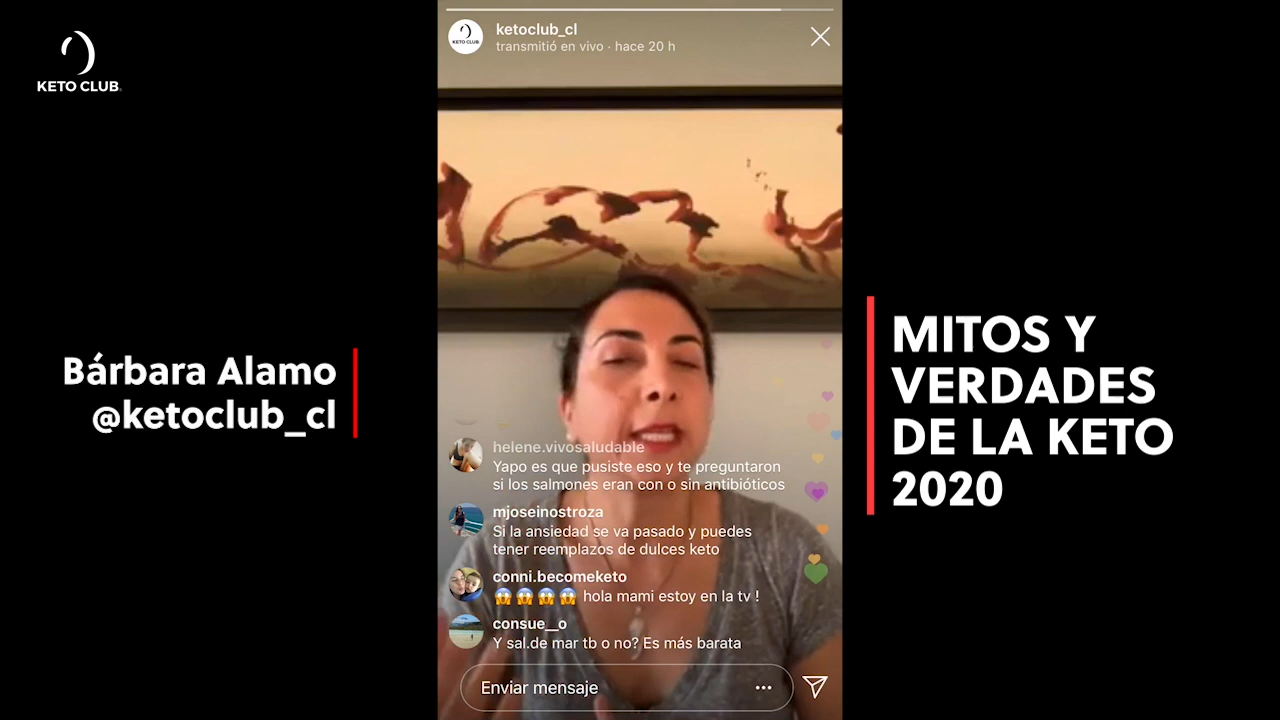 KETO CLUB
Bárbara Alamo
@ketoclub_cl
KETO CLUB
ketoclub_cl
transmitió en vivo · hace 20 h
helene.vivosaludable
Yapo es que pusiste eso y te preguntaron
si los salmones eran con o sin antibióticos
mjoseinostroza
Si la ansiedad se va pasado y puedes
tener reemplazos de dulces keto
conni.becomeketo
😱 😱 😱 😱 hola mami estoy en la tv !
consue__o
Y sal.de mar tb o no? Es más barata
Enviar mensaje
MITOS Y
VERDADES
DE LA KETO
2020